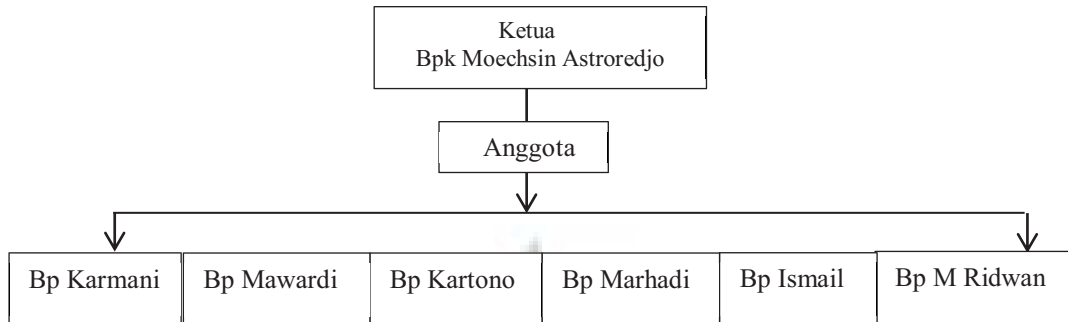 Ketua
Bpk Moechsin Astroredjo
Anggota
Bp Karmani
Bp Mawardi
Bp Kartono
Bp Marhadi
Bp Ismail
Bp M Ridwan